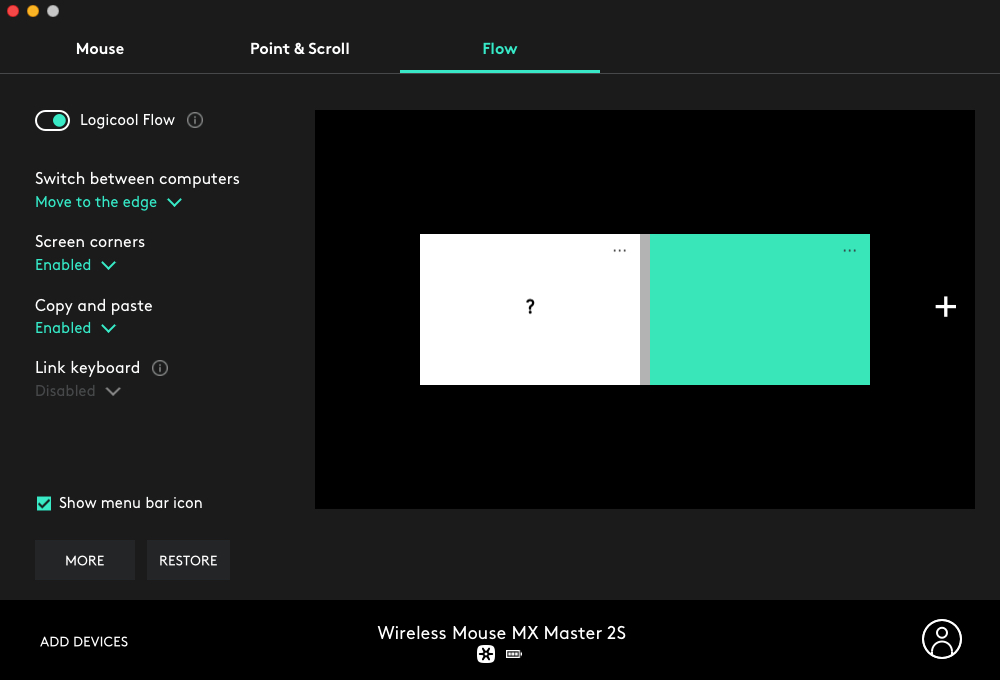 Mouse
Point & Scroll
Flow
Logicool Flow
Switch between computers
Move to the edge
Screen corners
Enabled
Copy and paste
Enabled
Link keyboard
Disabled
...
?
...
+
Show menu bar icon
MORE
RESTORE
ADD DEVICES
Wireless Mouse MX Master 2S